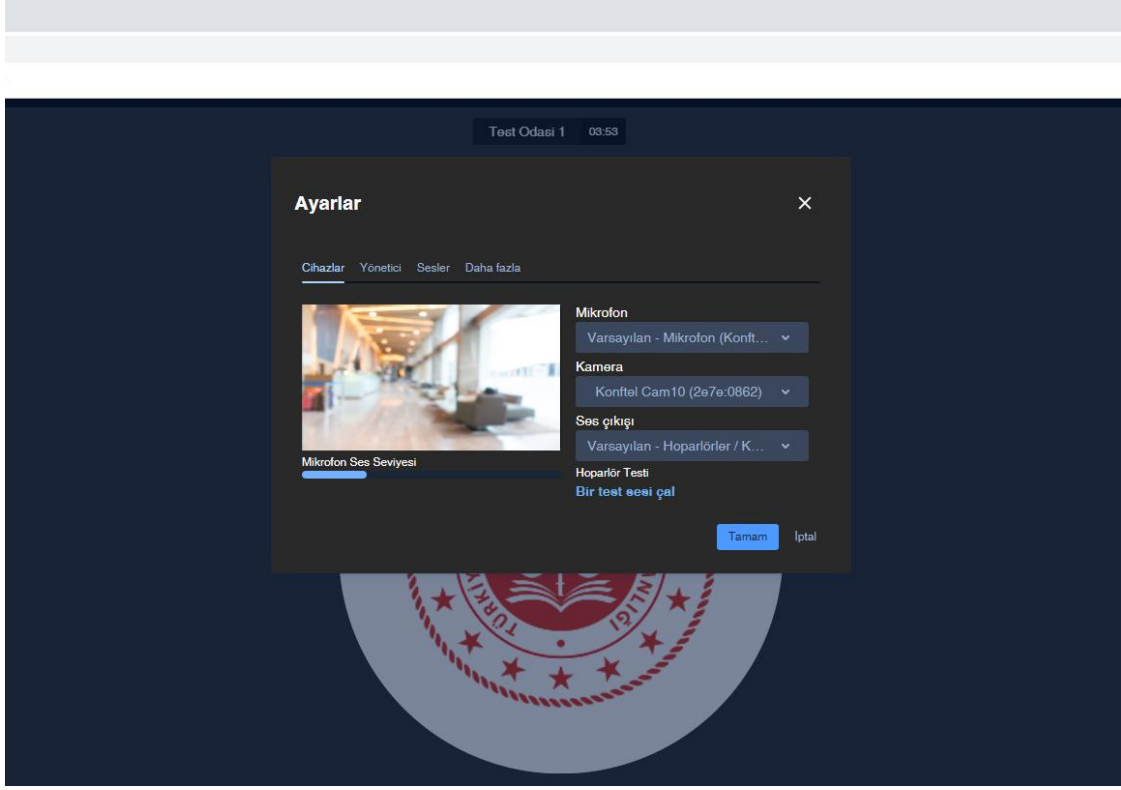 Test Odasi 1 03:53
Ayarlar
Cihazlar Yönetici Sesler Daha fazla
Mikrofon
Varsayılan - Mikrofon (Konft...
Kamera
Konftel Cam10 (2e7e:0862)
Ses çıkışı
Varsayılan - Hoparlörler / K...
Mikrofon Ses Seviyesi
Hoparlör Testi
Bir test sesi çal
Tamam İptal